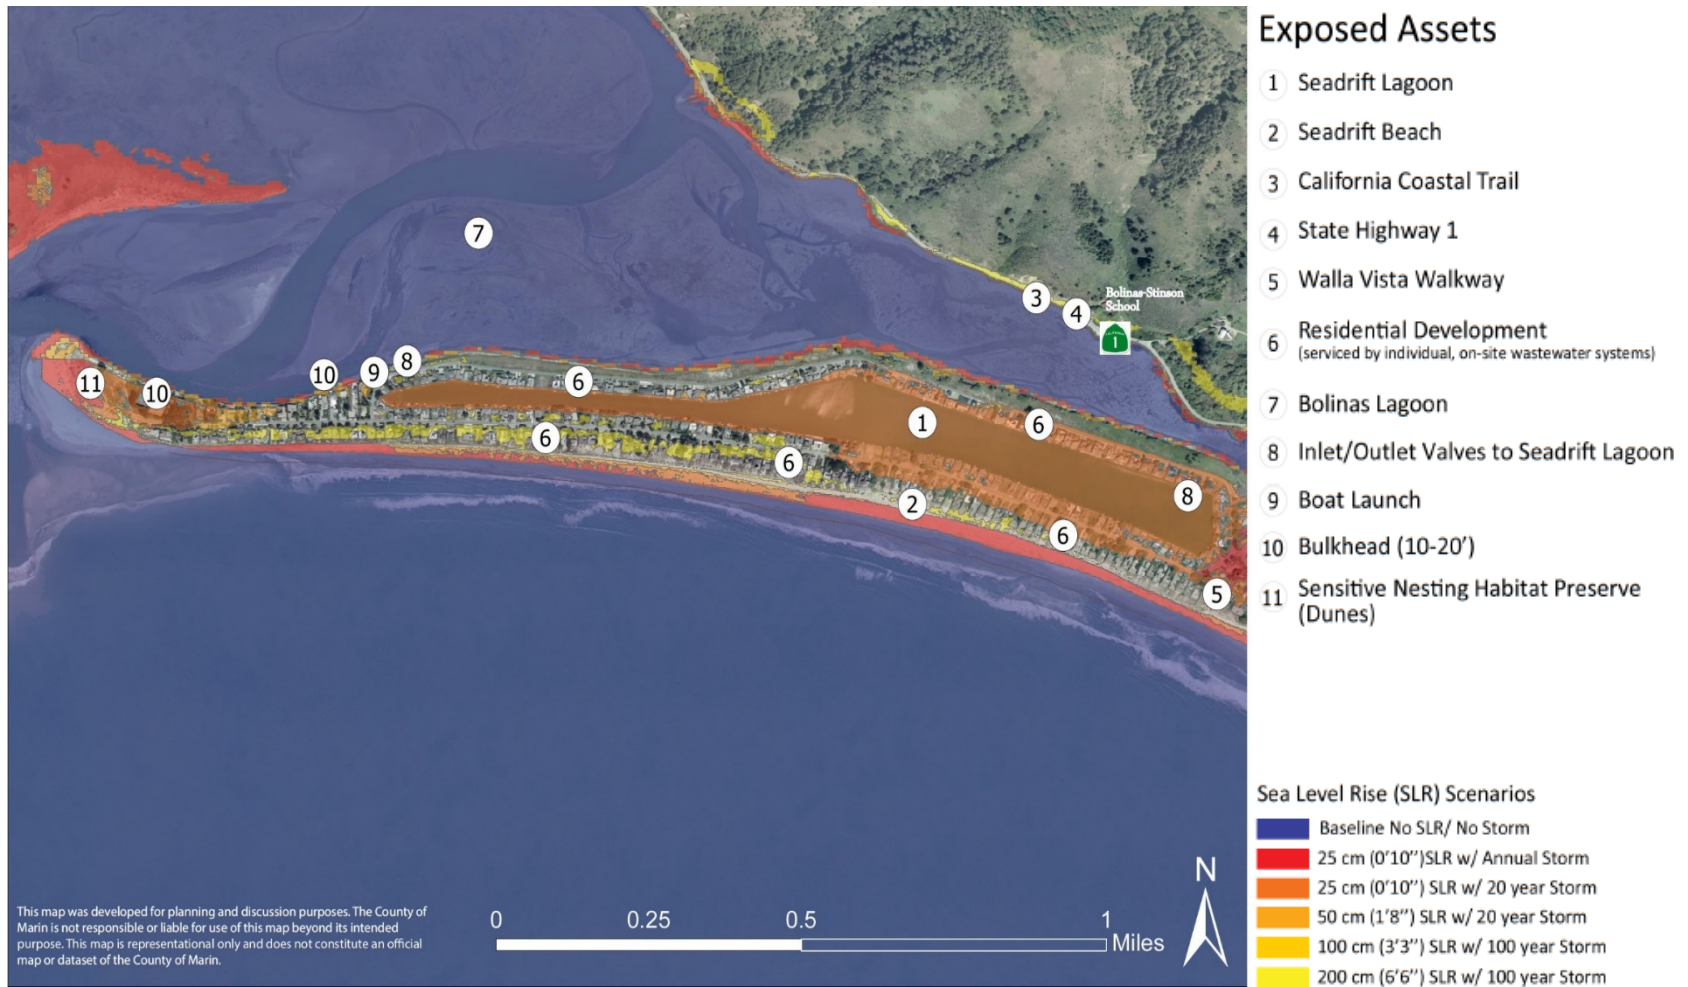 Exposed Assets
1 Seadrift Lagoon
2 Seadrift Beach
3 California Coastal Trail
4 State Highway 1
5 Walla Vista Walkway
6 Residential Development
(serviced by individual, on-site wastewater systems)
7 Bolinas Lagoon
8 Inlet/Outlet Valves to Seadrift Lagoon
9 Boat Launch
10 Bulkhead (10-20')
11 Sensitive Nesting Habitat Preserve
(Dunes)
7
3
4
Bolinas-Stinson
School
1
8
9
10
11
10
6
1
6
6
6
8
2
6
5
Sea Level Rise (SLR) Scenarios
Baseline No SLR/ No Storm
25 cm (0'10'')SLR w/ Annual Storm
25 cm (0'10'') SLR w/ 20 year Storm
50 cm (1'8'') SLR w/ 20 year Storm
100 cm (3'3'') SLR w/ 100 year Storm
200 cm (6'6'') SLR w/ 100 year Storm
This map was developed for planning and discussion purposes. The County of
Marin is not responsible or liable for use of this map beyond its intended
purpose. This map is representational only and does not constitute an official
map or dataset of the County of Marin.
0 0.25 0.5 1
Miles
N